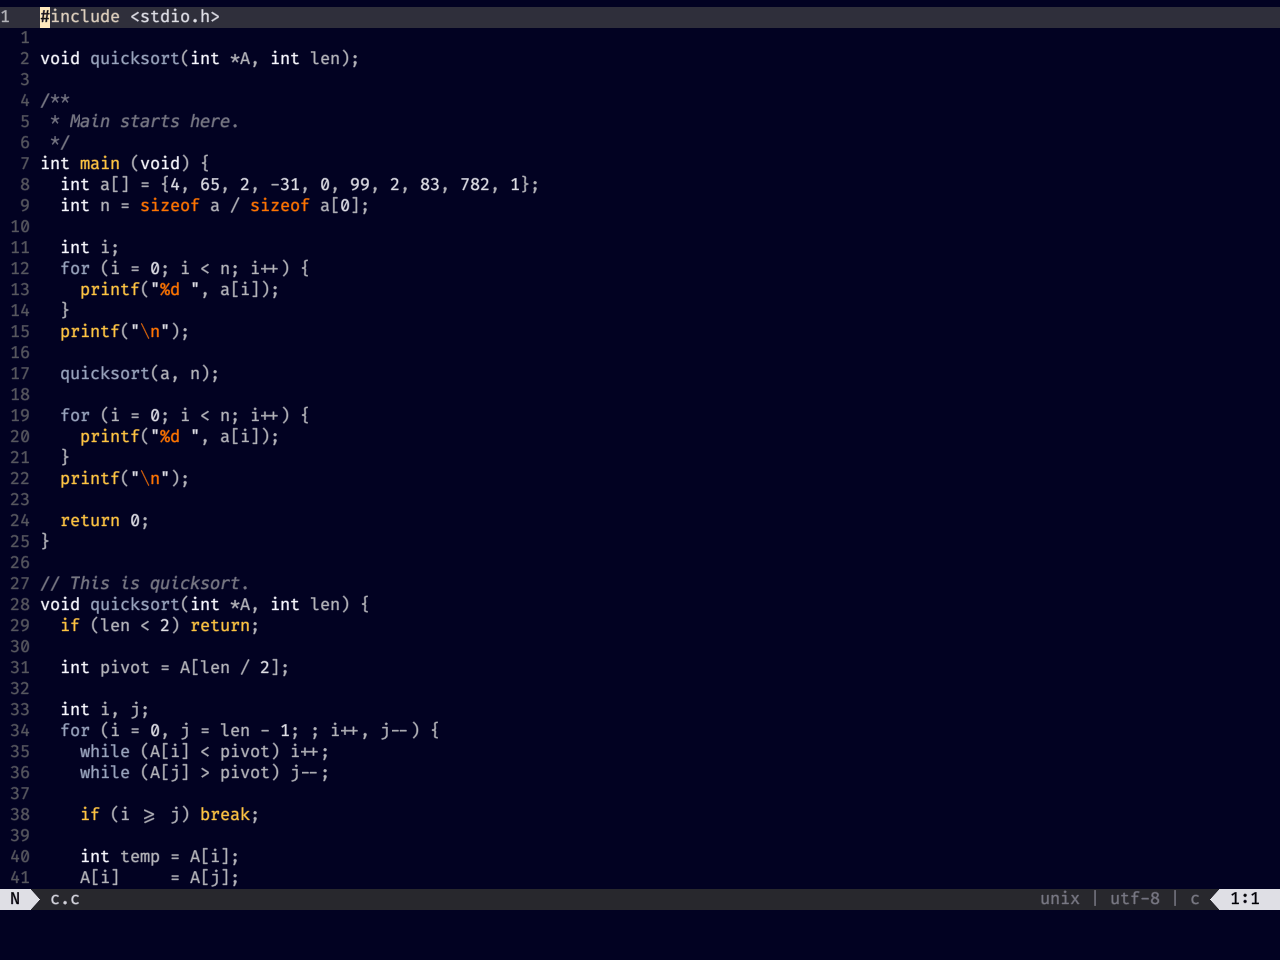 1   #include <stdio.h>
  1
  2 void quicksort(int *A, int len);
  3
  4 /**
  5  * Main starts here.
  6  */
  7 int main (void) {
  8   int a[] = {4, 65, 2, -31, 0, 99, 2, 83, 782, 1};
  9   int n = sizeof a / sizeof a[0];
 10
 11   int i;
 12   for (i = 0; i < n; i++) {
 13     printf("%d ", a[i]);
 14   }
 15   printf("\n");
 16
 17   quicksort(a, n);
 18
 19   for (i = 0; i < n; i++) {
 20     printf("%d ", a[i]);
 21   }
 22   printf("\n");
 23
 24   return 0;
 25 }
 26
 27 // This is quicksort.
 28 void quicksort(int *A, int len) {
 29   if (len < 2) return;
 30
 31   int pivot = A[len / 2];
 32
 33   int i, j;
 34   for (i = 0, j = len - 1; ; i++, j--) {
 35     while (A[i] < pivot) i++;
 36     while (A[j] > pivot) j--;
 37
 38     if (i >= j) break;
 39
 40     int temp = A[i];
 41     A[i]     = A[j];
N c.c unix | utf-8 | c 1:1